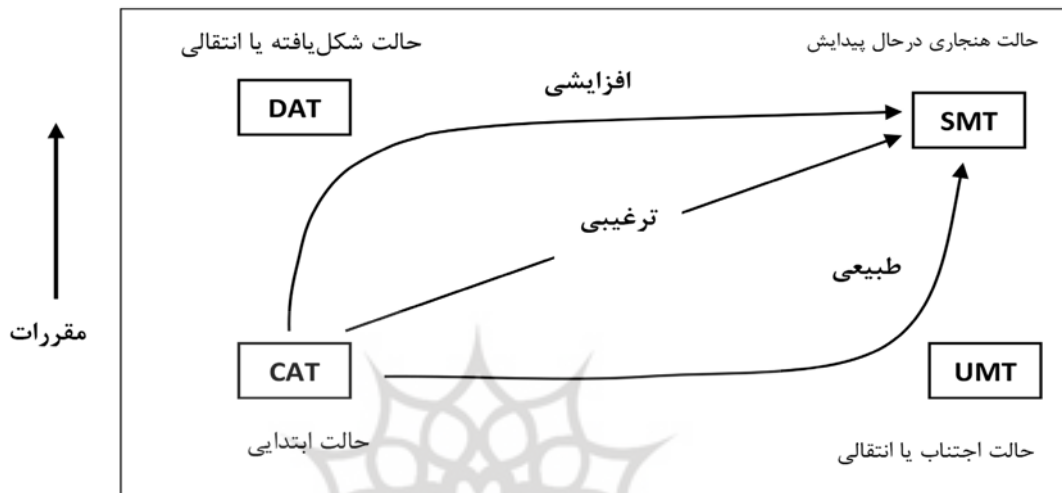 حالت هنجاری درحال پیدایش
حالت شکل‌یافته یا انتقالی
SMT
افزایشی
DAT
ترغیبی
طبیعی
مقررات
UMT
CAT
حالت اجتناب یا انتقالی
حالت ابتدایی